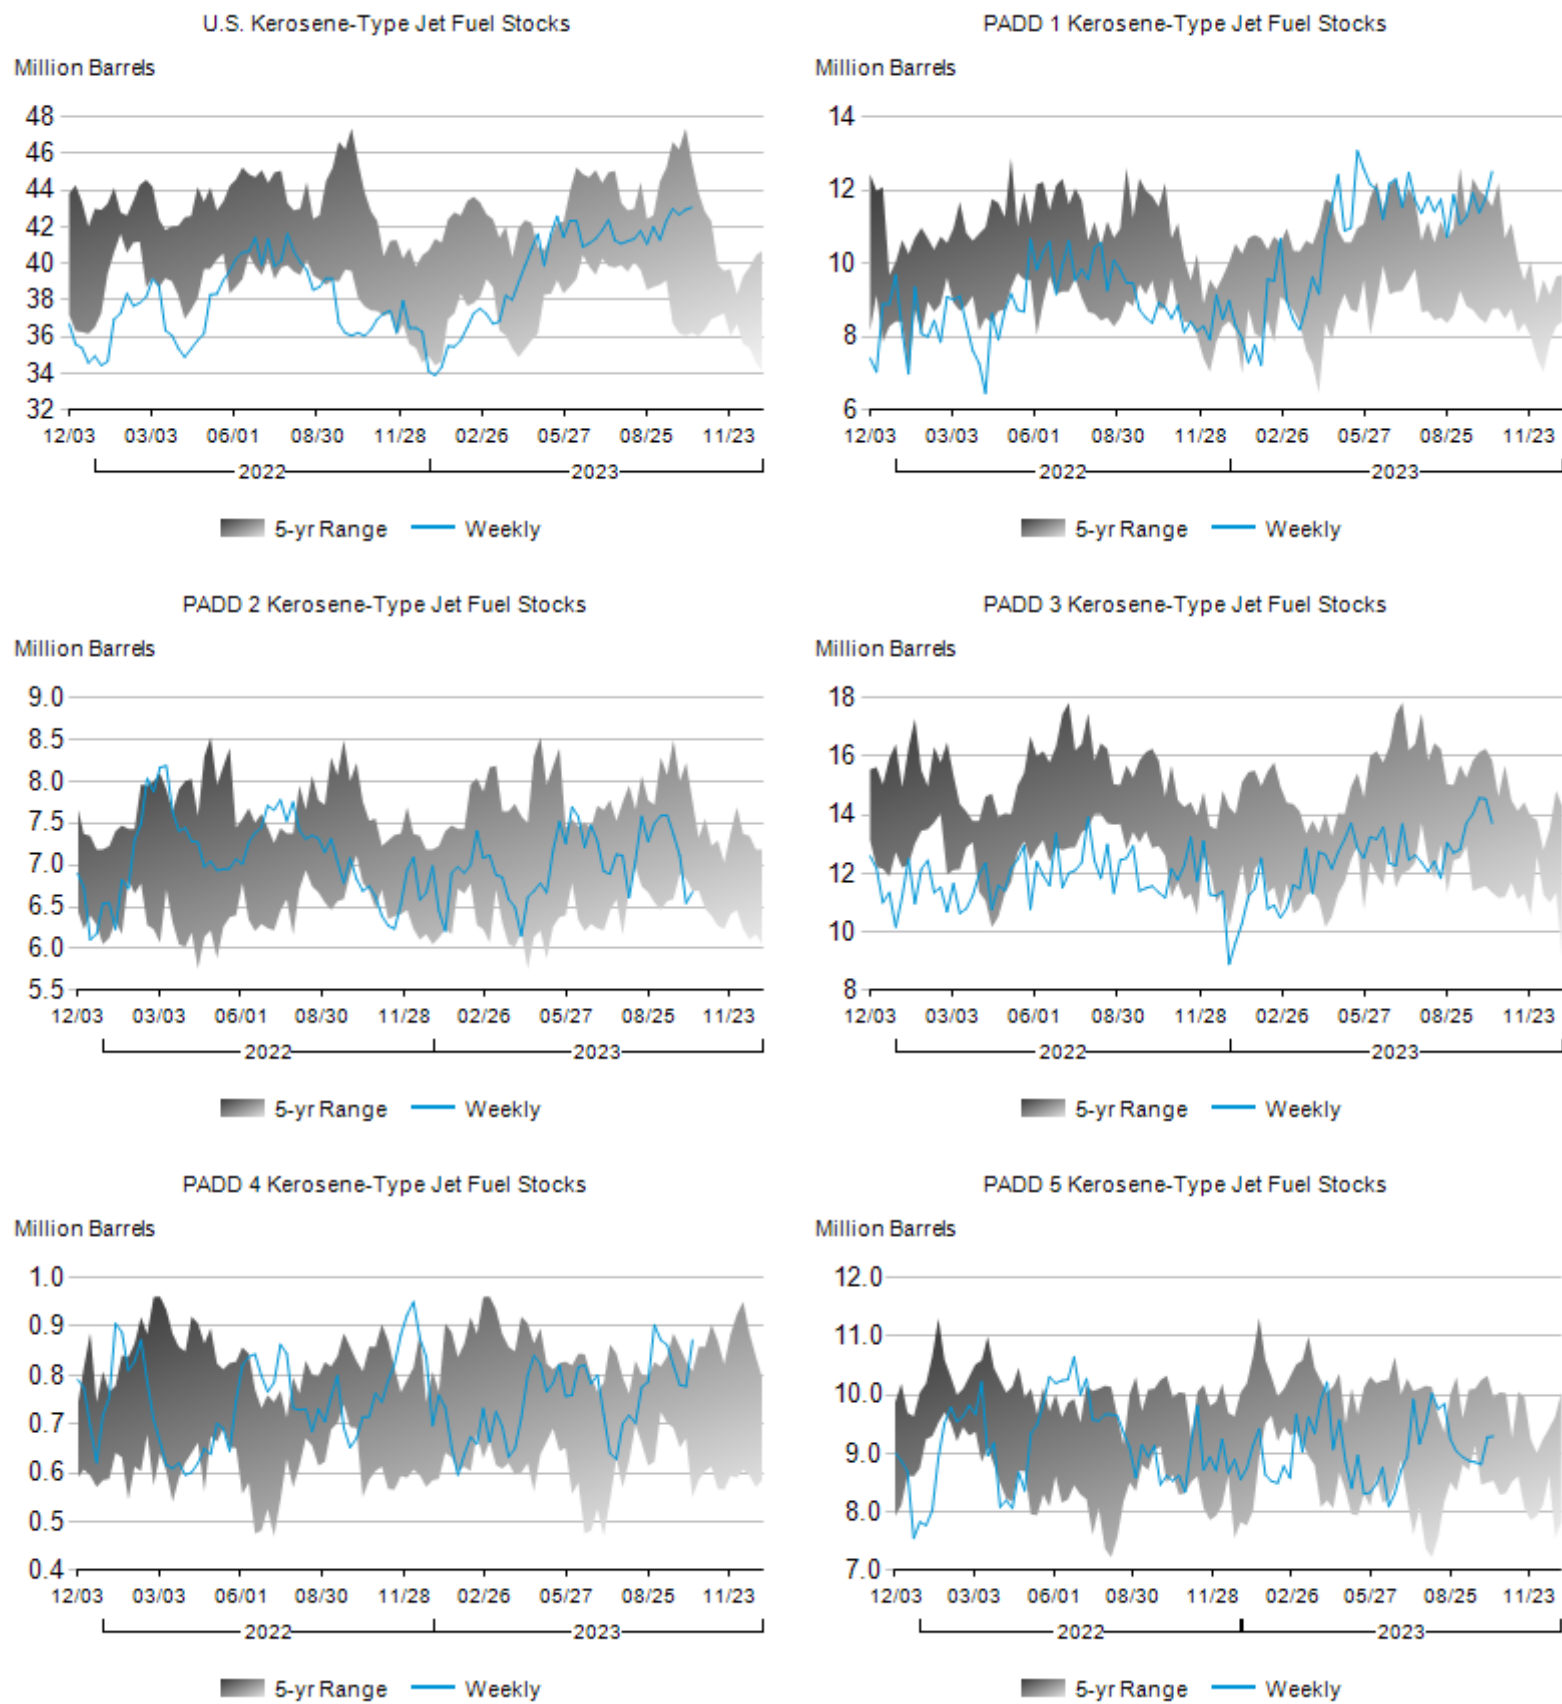 U.S. Kerosene-Type Jet Fuel Stocks
Million Barrels
48
46
44
42
40
38
36
34
32
12/03 03/03 06/01 08/30 11/28 02/26 05/27 08/25 11/23
2022 2023
5-yr Range Weekly
PADD 1 Kerosene-Type Jet Fuel Stocks
Million Barrels
14
12
10
8
6
12/03 03/03 06/01 08/30 11/28 02/26 05/27 08/25 11/23
2022 2023
5-yr Range Weekly
PADD 2 Kerosene-Type Jet Fuel Stocks
Million Barrels
9.0
8.5
8.0
7.5
7.0
6.5
6.0
5.5
12/03 03/03 06/01 08/30 11/28 02/26 05/27 08/25 11/23
2022 2023
5-yr Range Weekly
PADD 3 Kerosene-Type Jet Fuel Stocks
Million Barrels
18
16
14
12
10
8
12/03 03/03 06/01 08/30 11/28 02/26 05/27 08/25 11/23
2022 2023
5-yr Range Weekly
PADD 4 Kerosene-Type Jet Fuel Stocks
Million Barrels
1.0
0.9
0.8
0.7
0.6
0.5
0.4
12/03 03/03 06/01 08/30 11/28 02/26 05/27 08/25 11/23
2022 2023
5-yr Range Weekly
PADD 5 Kerosene-Type Jet Fuel Stocks
Million Barrels
12.0
11.0
10.0
9.0
8.0
7.0
12/03 03/03 06/01 08/30 11/28 02/26 05/27 08/25 11/23
2022 2023
5-yr Range Weekly